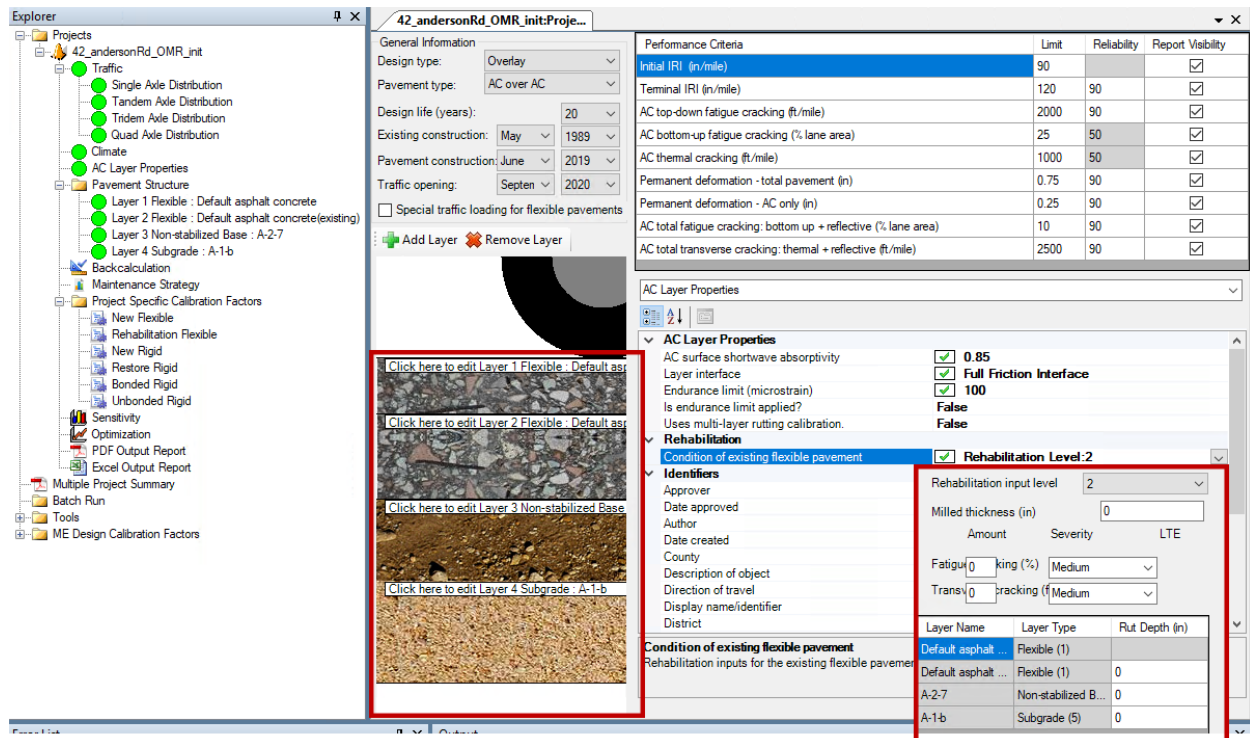 Explorer
Projects
42_andersonRd_OMR_init
Traffic
Single Axle Distribution
Tandem Axle Distribution
Tridem Axle Distribution
Quad Axle Distribution
Climate
AC Layer Properties
Pavement Structure
Layer 1 Flexible : Default asphalt concrete
Layer 2 Flexible : Default asphalt concrete(existing)
Layer 3 Non-stabilized Base : A-2-7
Layer 4 Subgrade : A-1-b
Backcalculation
Maintenance Strategy
Project Specific Calibration Factors
New Flexible
Rehabilitation Flexible
New Rigid
Restore Rigid
Bonded Rigid
Unbonded Rigid
Sensitivity
Optimization
PDF Output Report
Excel Output Report
Multiple Project Summary
Batch Run
Tools
ME Design Calibration Factors
42_andersonRd_OMR_init:Proje...
General Information
Design type: Overlay
Pavement type: AC over AC
Design life (years): 20
Existing construction: May 1989
Pavement construction: June 2019
Traffic opening: Septen 2020
Special traffic loading for flexible pavements
Add Layer Remove Layer
Click here to edit Layer 1 Flexible : Default asp
Click here to edit Layer 2 Flexible : Default asp
Click here to edit Layer 3 Non-stabilized Base
Click here to edit Layer 4 Subgrade : A-1-b
Performance Criteria Limit Reliability Report Visibility
Initial IRI (in/mile) 90
Terminal IRI (in/mile) 120 90
AC top-down fatigue cracking (ft/mile) 2000 90
AC bottom-up fatigue cracking (% lane area) 25 50
AC thermal cracking (ft/mile) 1000 50
Permanent deformation - total pavement (in) 0.75 90
Permanent deformation - AC only (in) 0.25 90
AC total fatigue cracking: bottom up + reflective (% lane area) 10 90
AC total transverse cracking: thermal + reflective (ft/mile) 2500 90
AC Layer Properties
AC Layer Properties
AC surface shortwave absorptivity 0.85
Layer interface Full Friction Interface
Endurance limit (microstrain) 100
Is endurance limit applied? False
Uses multi-layer rutting calibration. False
Rehabilitation
Condition of existing flexible pavement Rehabilitation Level:2
Identifiers
Approver
Date approved
Author
Date created
County
Description of object
Direction of travel
Display name/identifier
District
Condition of existing flexible pavement
Rehabilitation inputs for the existing flexible pavemer
Rehabilitation input level 2
Milled thickness (in) 0
Amount Severity LTE
Fatigu 0 king (%) Medium
Transv 0 cracking (f Medium
Layer Name Layer Type Rut Depth (in)
Default asphalt ... Flexible (1)
Default asphalt ... Flexible (1) 0
A-2-7 Non-stabilized B... 0
A-1-b Subgrade (5) 0
Error List
Output